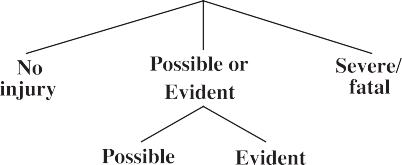 No
injury
Possible or
Evident
Severe/
fatal
Possible
Evident